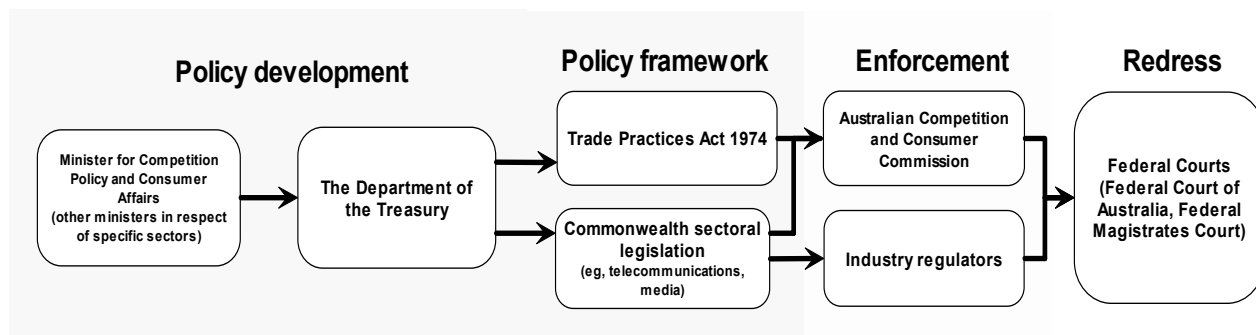 Policy development
Policy framework
Enforcement
Redress
Minister for Competition
Policy and Consumer
Affairs
(other ministers in respect
of specific sectors)
The Department of
the Treasury
Trade Practices Act 1974
Commonwealth sectoral
legislation
(eg, telecommunications,
media)
Australian Competition
and Consumer
Commission
Industry regulators
Federal Courts
(Federal Court of
Australia, Federal
Magistrates Court)